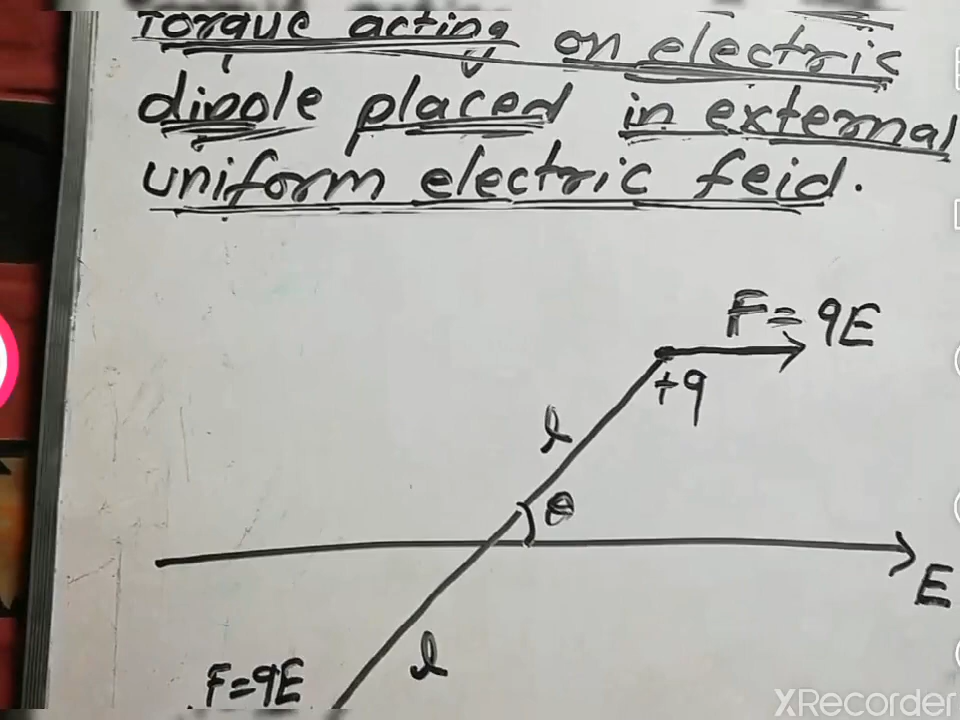 Torque acting on electric
dipole placed in external
uniform electric feid.
F = qE
+q
l
θ
E
l
F=qE
XRecorder